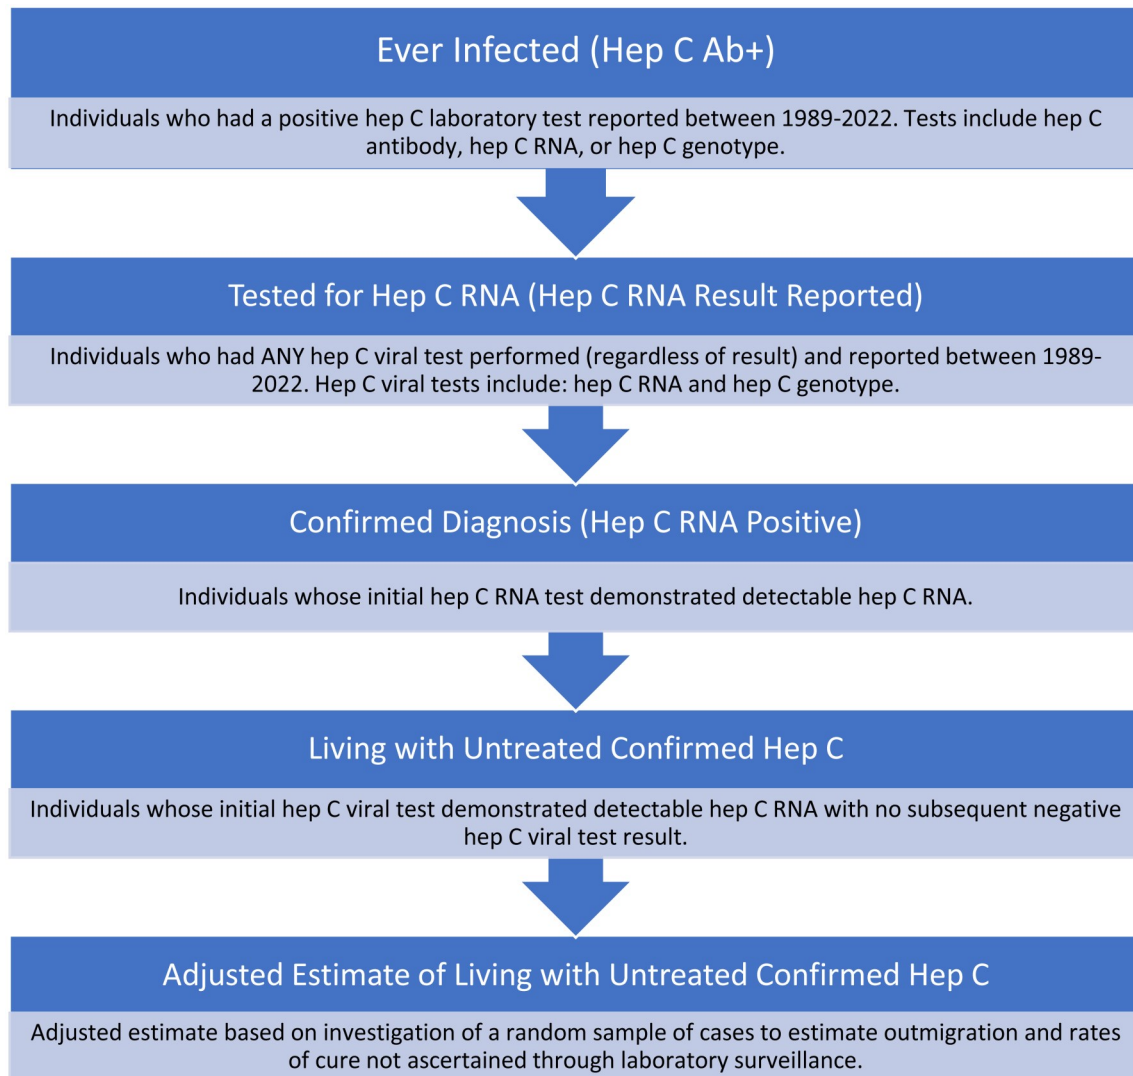 Ever Infected (Hep C Ab+)
Individuals who had a positive hep C laboratory test reported between 1989-2022. Tests include hep C
antibody, hep C RNA, or hep C genotype.
Tested for Hep C RNA (Hep C RNA Result Reported)
Individuals who had ANY hep C viral test performed (regardless of result) and reported between 1989-
2022. Hep C viral tests include: hep C RNA and hep C genotype.
Confirmed Diagnosis (Hep C RNA Positive)
Individuals whose initial hep C RNA test demonstrated detectable hep C RNA.
Living with Untreated Confirmed Hep C
Individuals whose initial hep C viral test demonstrated detectable hep C RNA with no subsequent negative
hep C viral test result.
Adjusted Estimate of Living with Untreated Confirmed Hep C
Adjusted estimate based on investigation of a random sample of cases to estimate outmigration and rates
of cure not ascertained through laboratory surveillance.